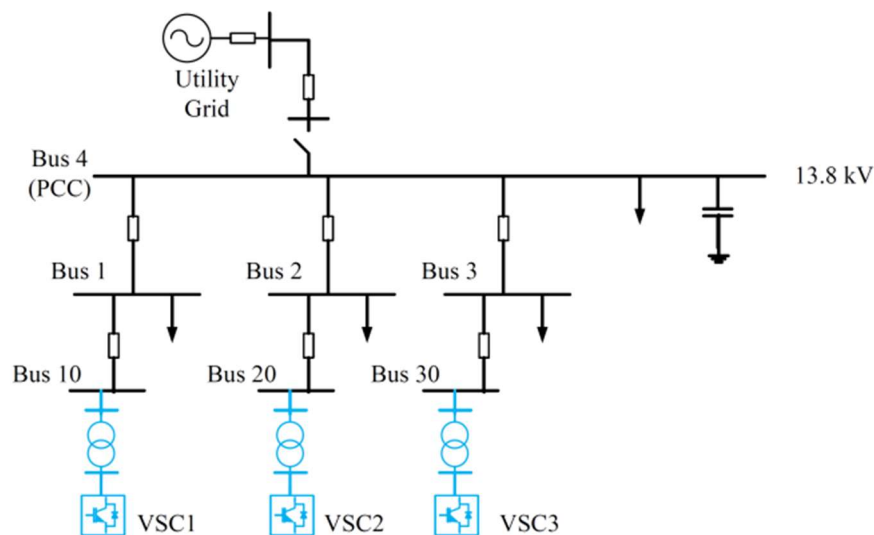 Utility
Grid
Bus 4
(PCC)
13.8 kV
Bus 1
Bus 2
Bus 3
Bus 10
Bus 20
Bus 30
VSC1
VSC2
VSC3